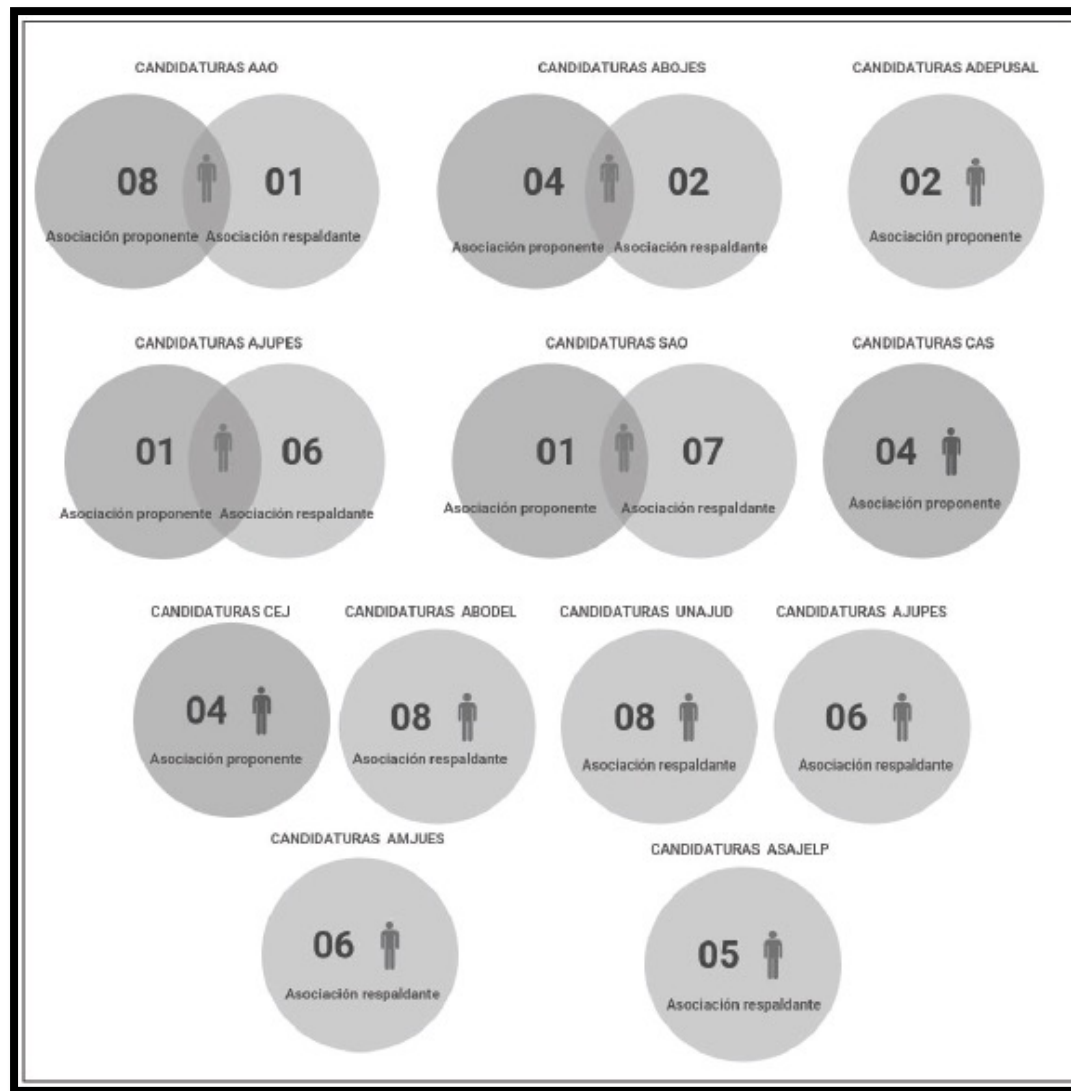 CANDIDATURAS AAO
08
01
Asociación proponente Asociación respaldante
CANDIDATURAS ABOJES
04
02
Asociación proponente Asociación respaldante
CANDIDATURAS ADEPUSAL
02
Asociación proponente
CANDIDATURAS AJUPES
01
06
Asociación proponente Asociación respaldante
CANDIDATURAS SAO
01
07
Asociación proponente Asociación respaldante
CANDIDATURAS CAS
04
Asociación proponente
CANDIDATURAS CEJ
04
Asociación proponente
CANDIDATURAS ABODEL
08
Asociación respaldante
CANDIDATURAS UNAJUD
08
Asociación respaldante
CANDIDATURAS AJUPES
06
Asociación respaldante
CANDIDATURAS AMJUES
06
Asociación respaldante
CANDIDATURAS ASAJELP
05
Asociación respaldante